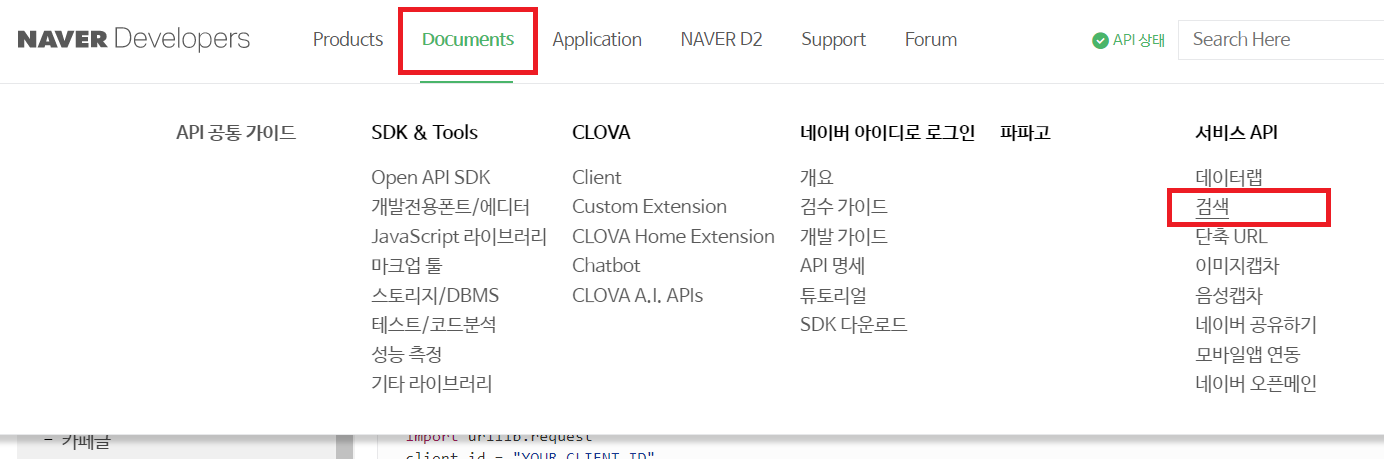 NAVER Developers
Products
Documents
Application
NAVER D2
Support
Forum
API 상태
Search Here
API 공통 가이드
SDK & Tools
Open API SDK
개발전용폰트/에디터
JavaScript 라이브러리
마크업 툴
스토리지/DBMS
테스트/코드분석
성능 측정
기타 라이브러리
CLOVA
Client
Custom Extension
CLOVA Home Extension
Chatbot
CLOVA A.I. APIs
네이버 아이디로 로그인
개요
검수 가이드
개발 가이드
API 명세
튜토리얼
SDK 다운로드
파파고
서비스 API
데이터랩
검색
단축 URL
이미지캡차
음성캡차
네이버 공유하기
모바일앱 연동
네이버 오픈메인
- 카페글
import urllib.request
client_id = "YOUR_CLIENT_ID"